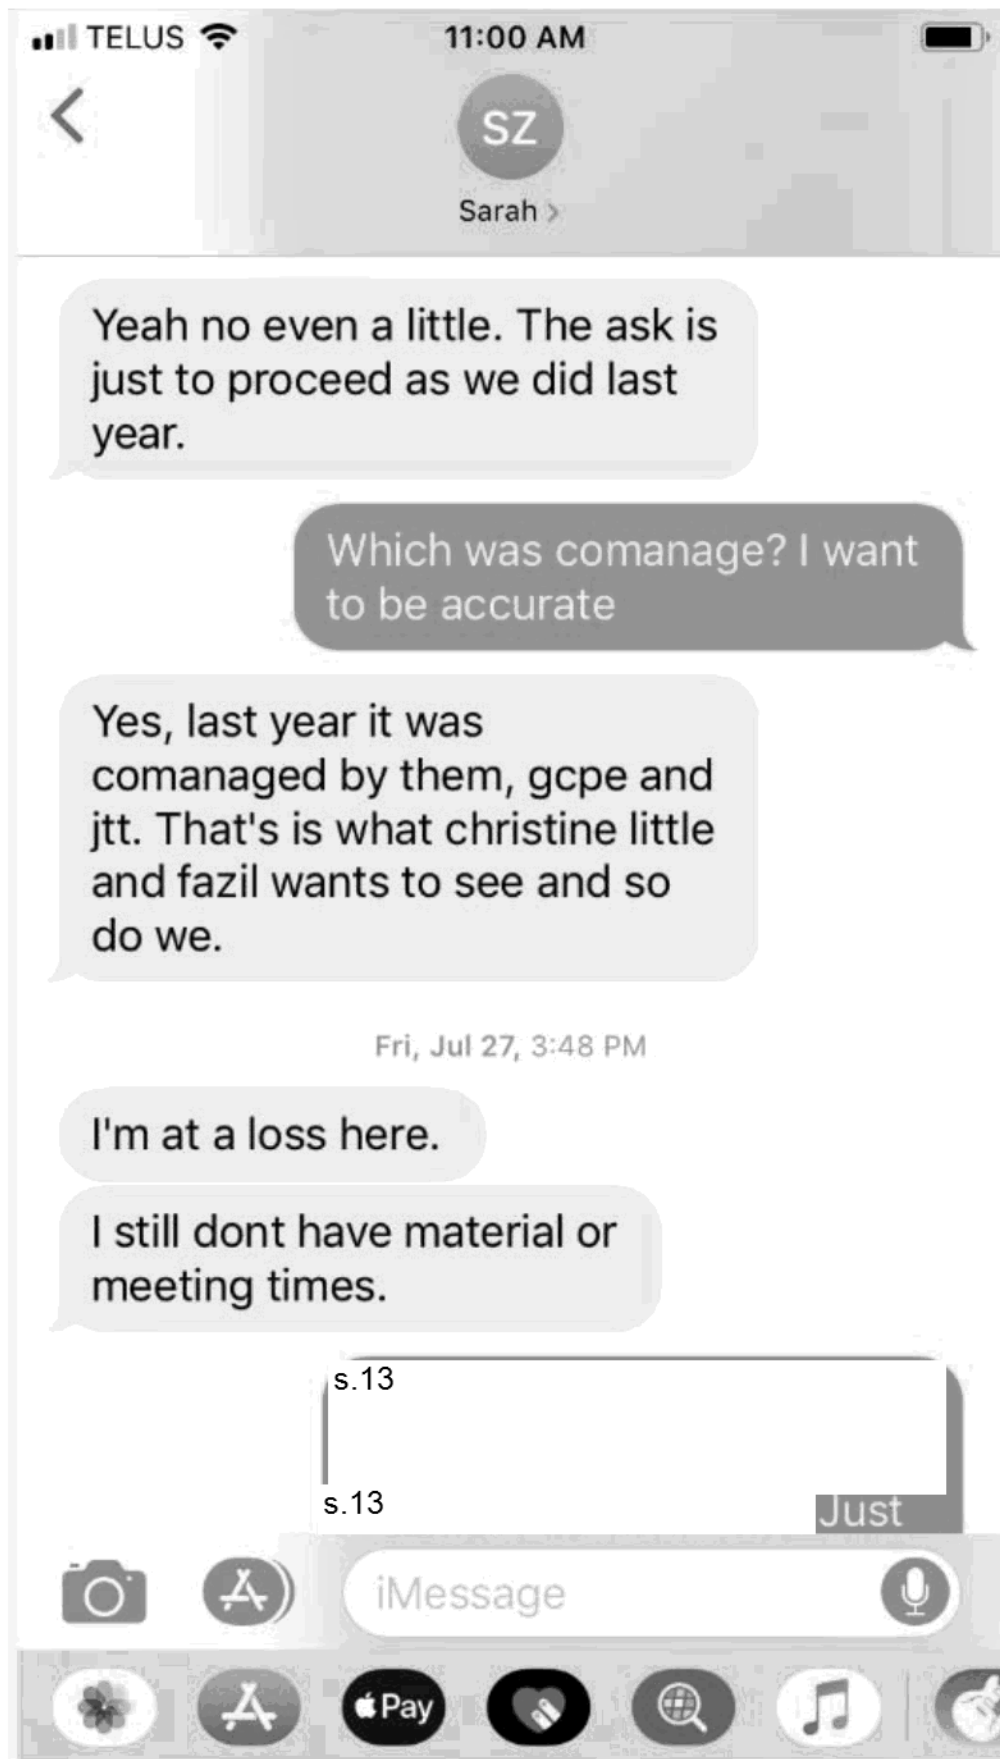 TELUS 11:00 AM
SZ
Sarah >
Yeah no even a little. The ask is
just to proceed as we did last
year.
Which was comanage? I want
to be accurate
Yes, last year it was
comanaged by them, gcpe and
jtt. That's is what christine little
and fazil wants to see and so
do we.
Fri, Jul 27, 3:48 PM
I'm at a loss here.
I still dont have material or
meeting times.
s.13
s.13 Just
iMessage
Pay